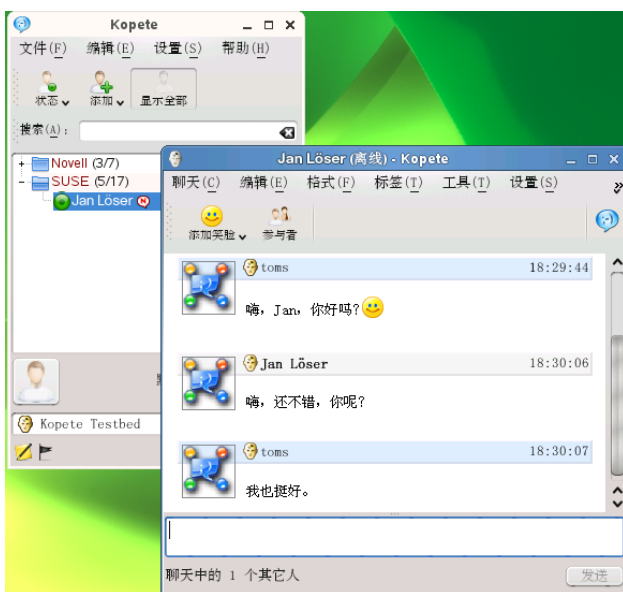 Kopete
文件(F) 编辑(E) 设置(S) 帮助(H)
状态 添加 显示全部
搜索(A):
Novell (3/7)
SUSE (5/17)
Jan Löser
Kopete Testbed
Jan Löser (离线) - Kopete
聊天(C) 编辑(E) 格式(F) 标签(T) 工具(T) 设置(S)
添加笑脸 参与者
toms 18:29:44
嗨，Jan，你好吗?
Jan Löser 18:30:06
嗨，还不错，你呢?
toms 18:30:07
我也挺好。
聊天中的 1 个其它人
发送